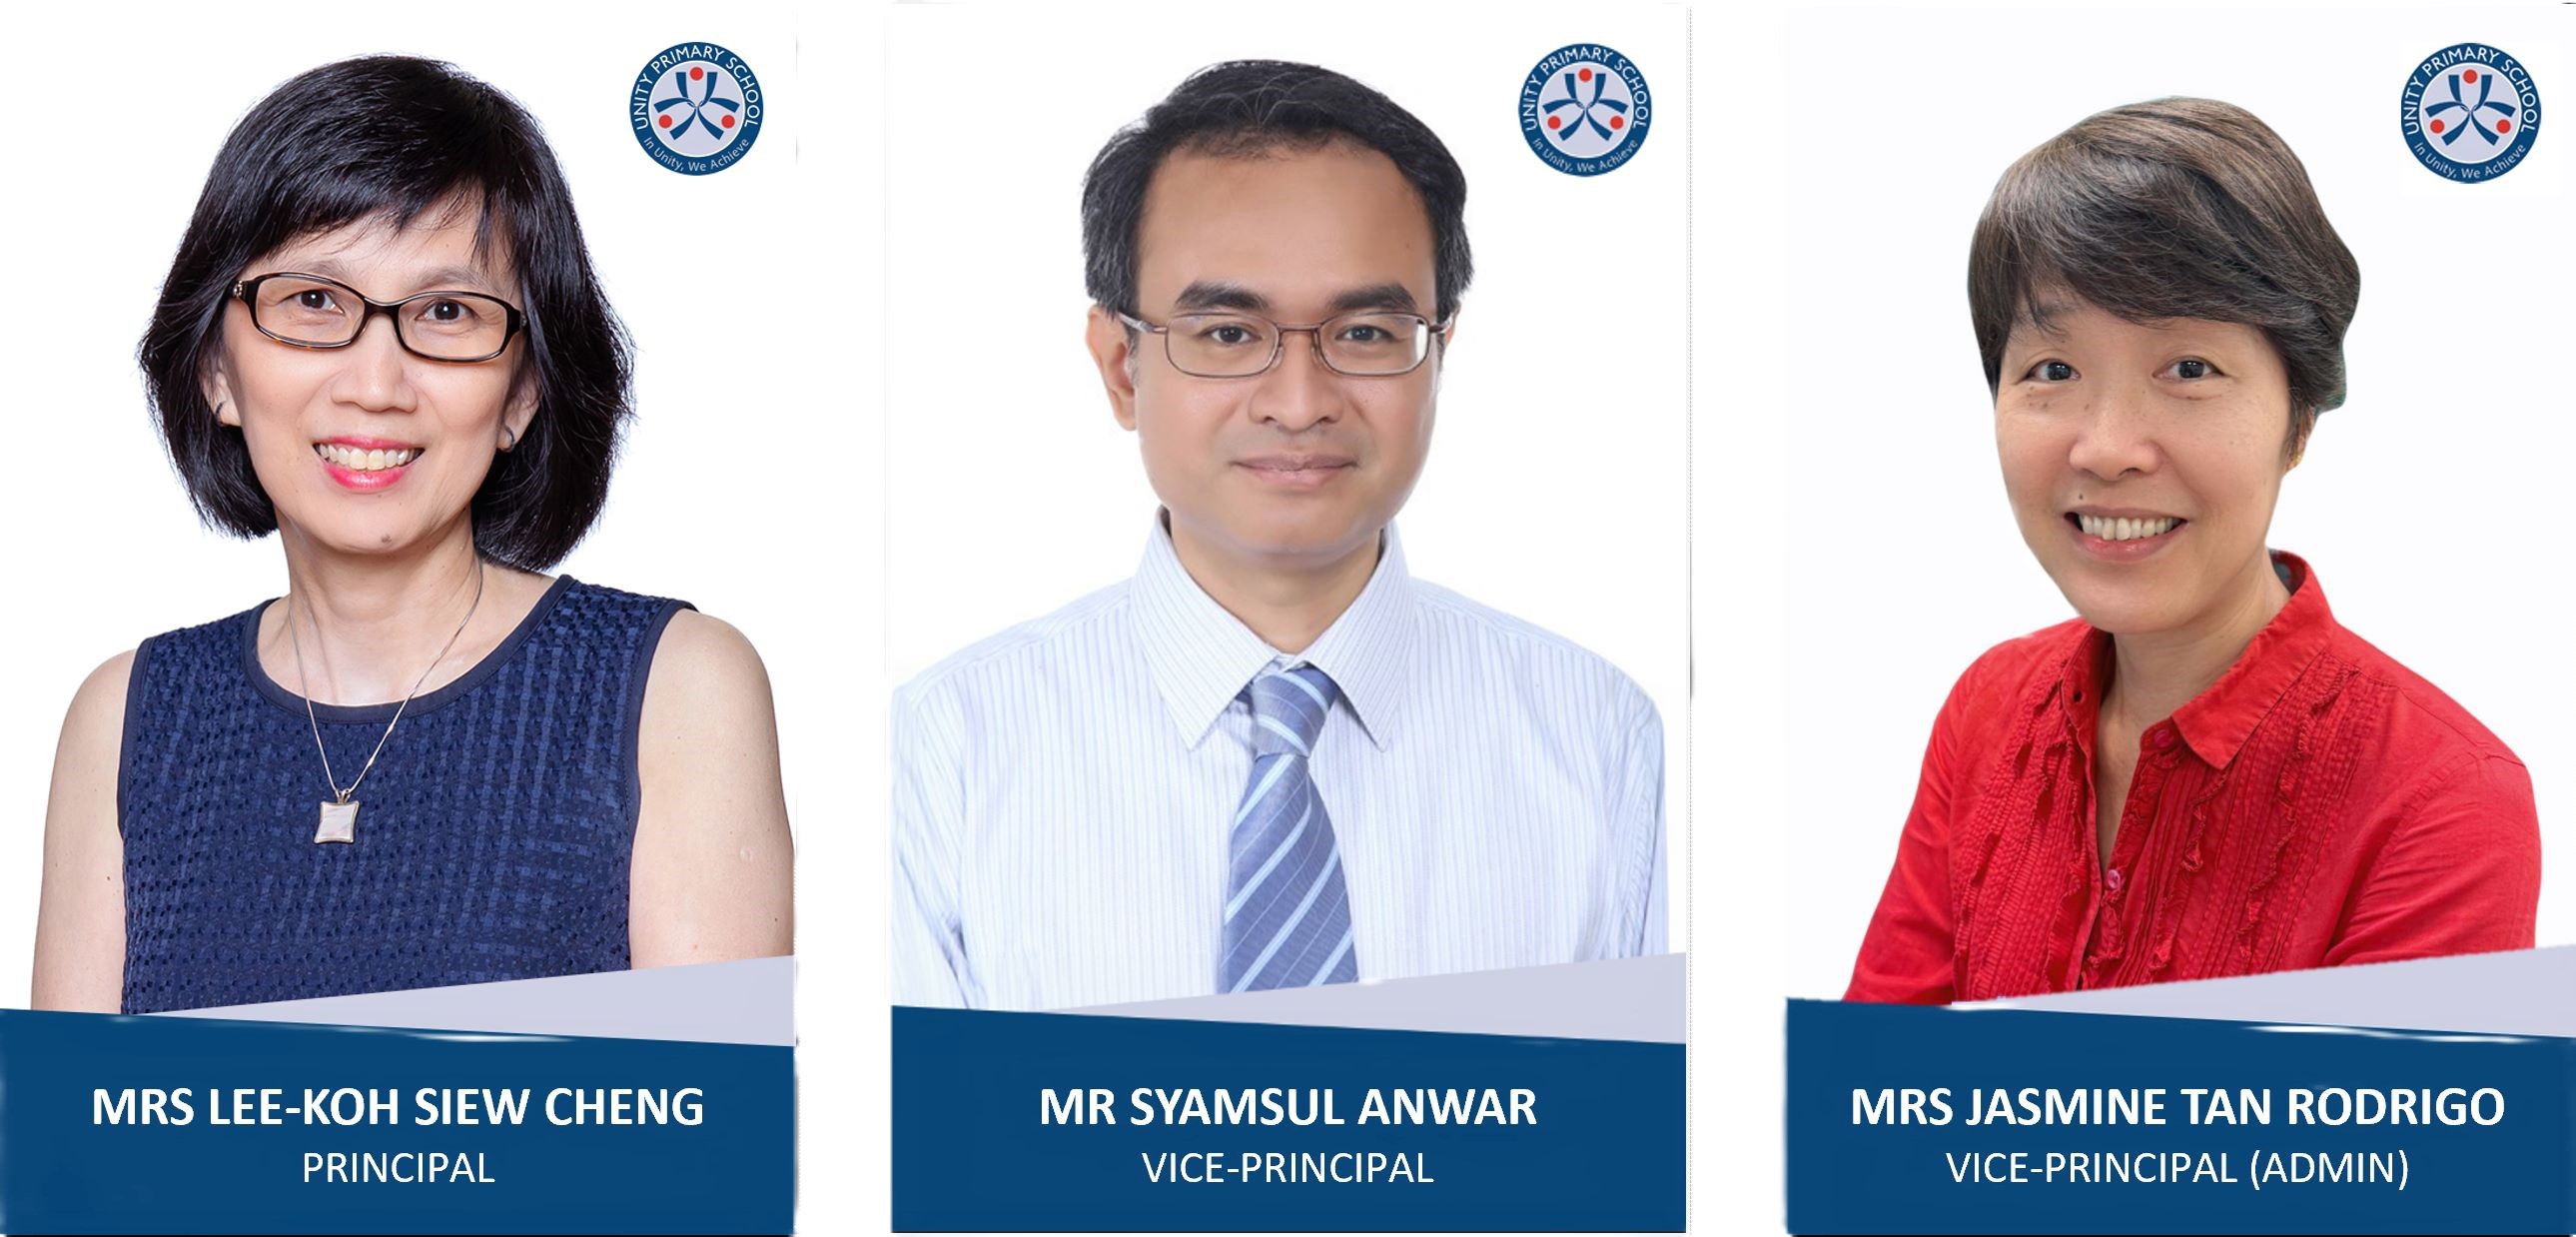 UNITY PRIMARY SCHOOL
In Unity, We Achieve
MRS LEE-KOH SIEW CHENG
PRINCIPAL
UNITY PRIMARY SCHOOL
In Unity, We Achieve
MR SYAMSUL ANWAR
VICE-PRINCIPAL
UNITY PRIMARY SCHOOL
In Unity, We Achieve
MRS JASMINE TAN RODRIGO
VICE-PRINCIPAL (ADMIN)